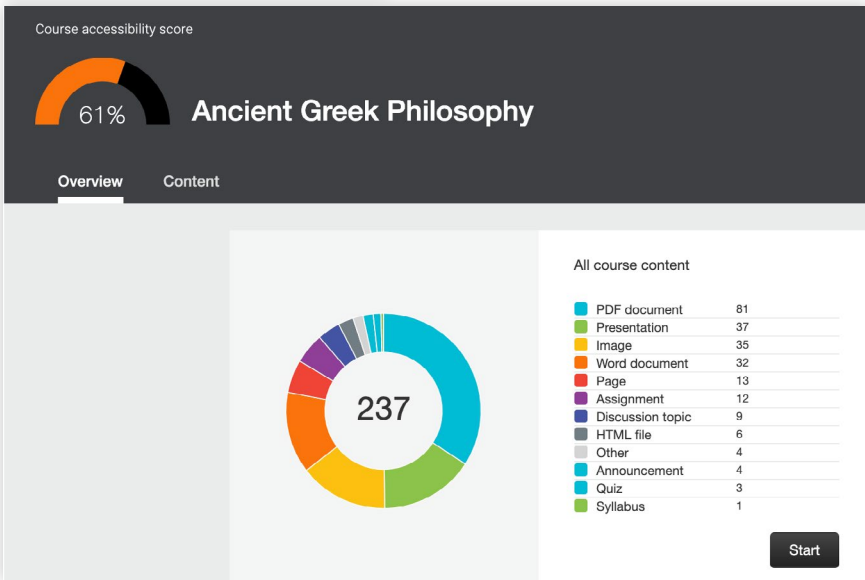 Course accessibility score
61%
Ancient Greek Philosophy
Overview Content
237
All course content
PDF document 81
Presentation 37
Image 35
Word document 32
Page 13
Assignment 12
Discussion topic 9
HTML file 6
Other 4
Announcement 4
Quiz 3
Syllabus 1
Start